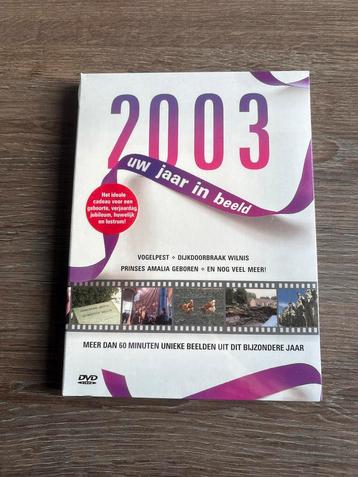 2003
uw jaar in beeld
Het ideale
cadeau voor een
geboorte, verjaardag,
jubileum, huwelijk
en lustrum!
VOGELPEST ⋄ DIJKDOORBRAAK WILNIS
PRINSES AMALIA GEBOREN ⋄ EN NOG VEEL MEER!
MEER DAN 60 MINUTEN UNIEKE BEELDEN UIT DIT BIJZONDERE JAAR
DVD